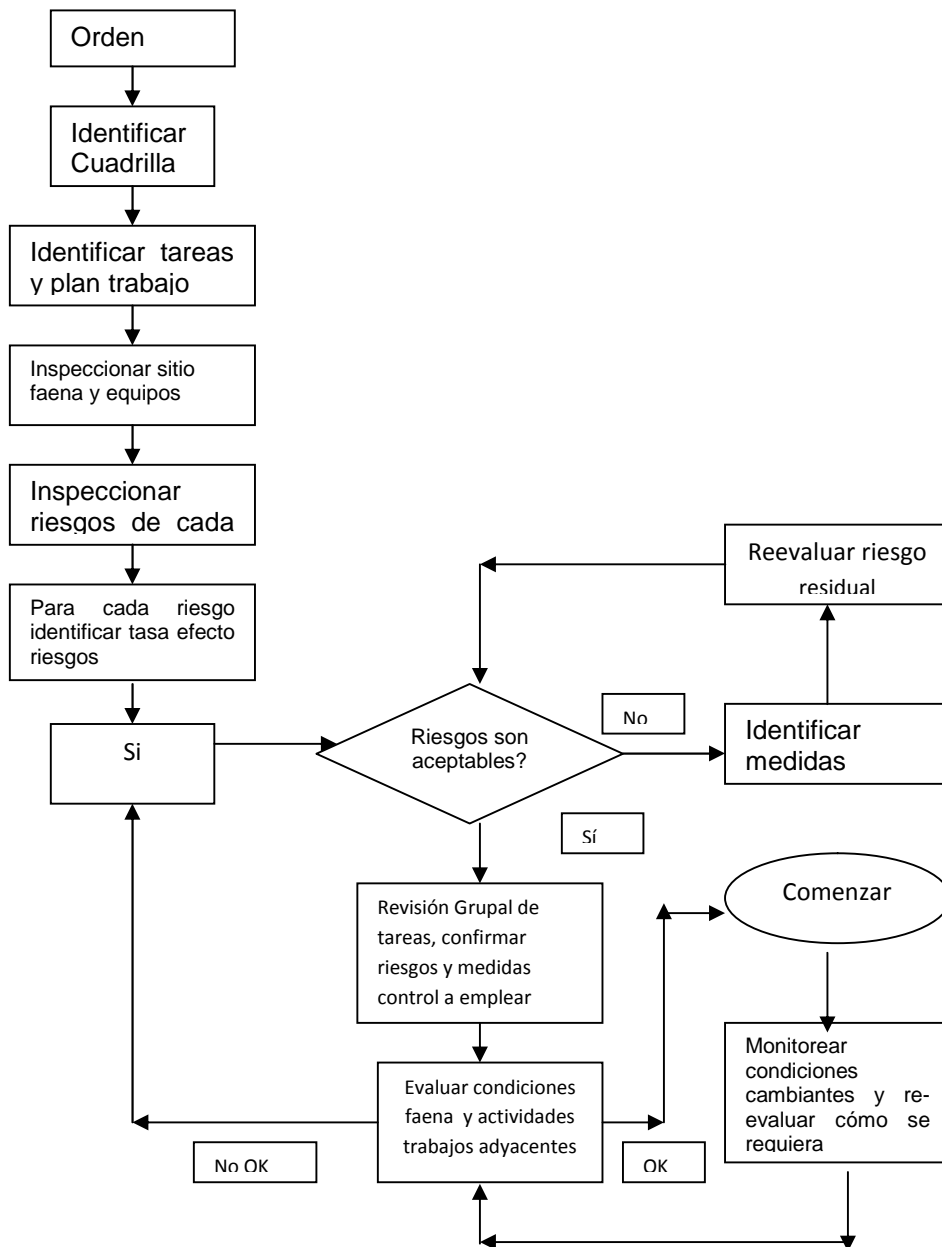 Orden
Identificar
Cuadrilla
Identificar tareas
y plan trabajo
Inspeccionar sitio
faena y equipos
Inspeccionar
riesgos de cada
Para cada riesgo
identificar tasa efecto
riesgos
Si
Riesgos son
aceptables?
No
Identificar
medidas
Reevaluar riesgo
residual
Sí
Revisión Grupal de
tareas, confirmar
riesgos y medidas
control a emplear
Evaluar condiciones
faena y actividades
trabajos adyacentes
No OK
OK
Comenzar
Monitorear
condiciones
cambiantes y re-
evaluar cómo se
requiera